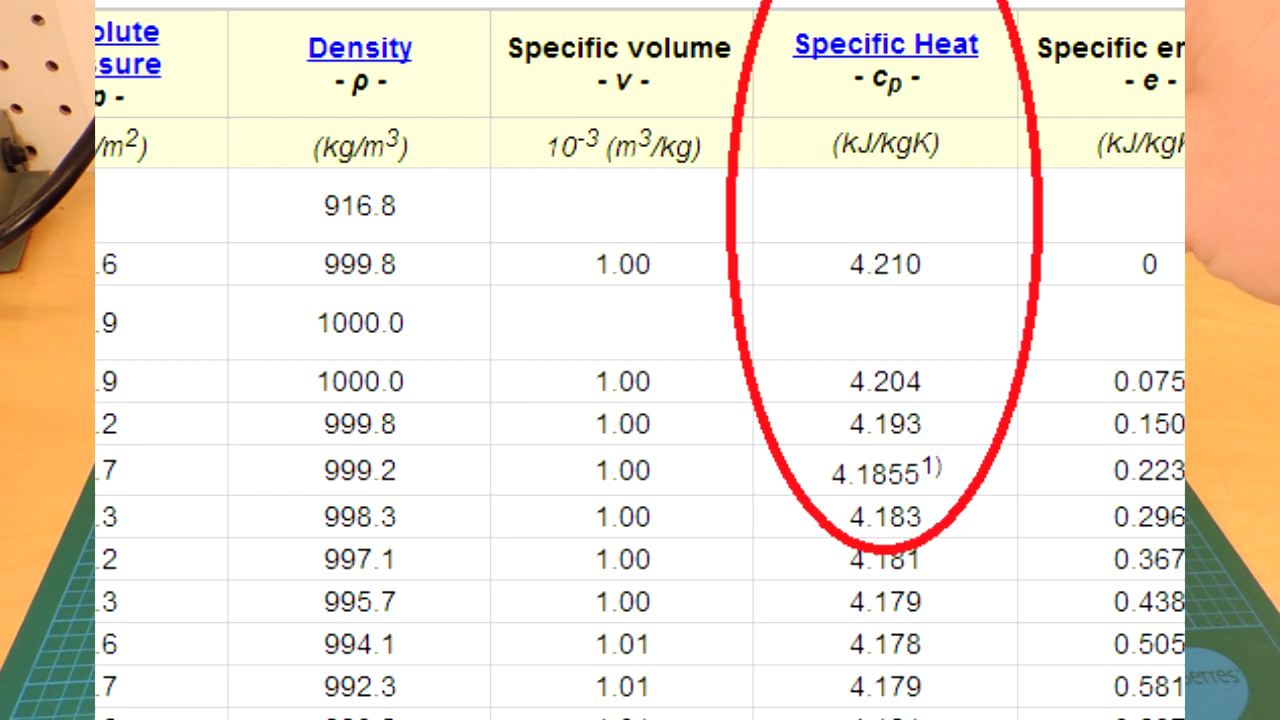 olute
ssure
p -
Density
- ρ -
Specific volume
- v -
Specific Heat
- cp -
Specific en
- e -
/m2)
(kg/m3)
10-3 (m3/kg)
(kJ/kgK)
(kJ/kgK
916.8
.6 999.8 1.00 4.210 0
.9 1000.0
.9 1000.0 1.00 4.204 0.075
.2 999.8 1.00 4.193 0.150
.7 999.2 1.00 4.18551) 0.223
.3 998.3 1.00 4.183 0.296
.2 997.1 1.00 4.181 0.367
.3 995.7 1.00 4.179 0.438
.6 994.1 1.01 4.178 0.505
.7 992.3 1.01 4.179 0.581